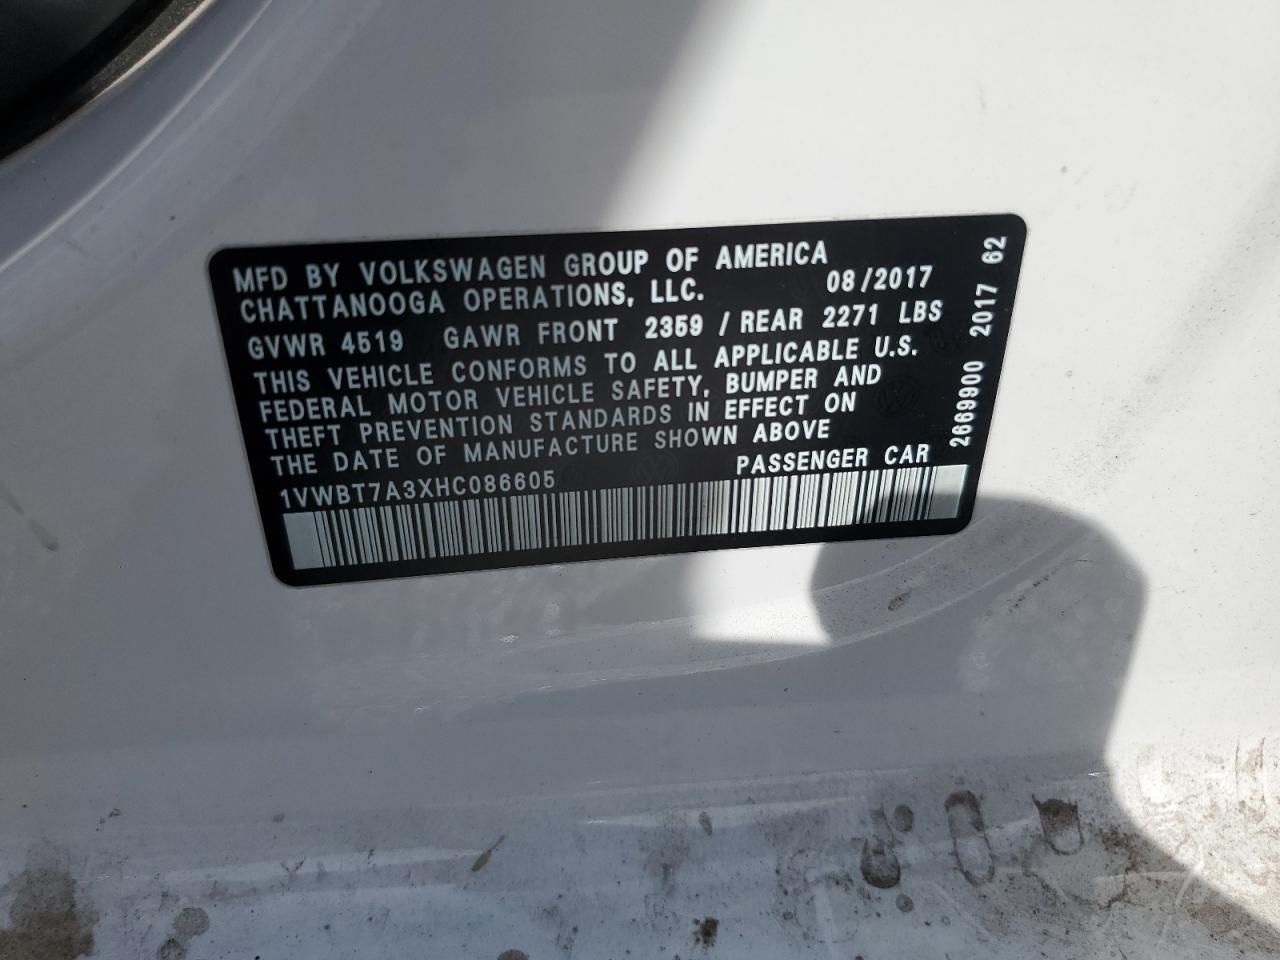 MFD BY VOLKSWAGEN GROUP OF AMERICA
CHATTANOOGA OPERATIONS, LLC. 08/2017
GVWR 4519 GAWR FRONT 2359 / REAR 2271 LBS
THIS VEHICLE CONFORMS TO ALL APPLICABLE U.S.
FEDERAL MOTOR VEHICLE SAFETY, BUMPER AND
THEFT PREVENTION STANDARDS IN EFFECT ON
THE DATE OF MANUFACTURE SHOWN ABOVE
PASSENGER CAR
1VWBT7A3XHC086605
2669900 2017 62